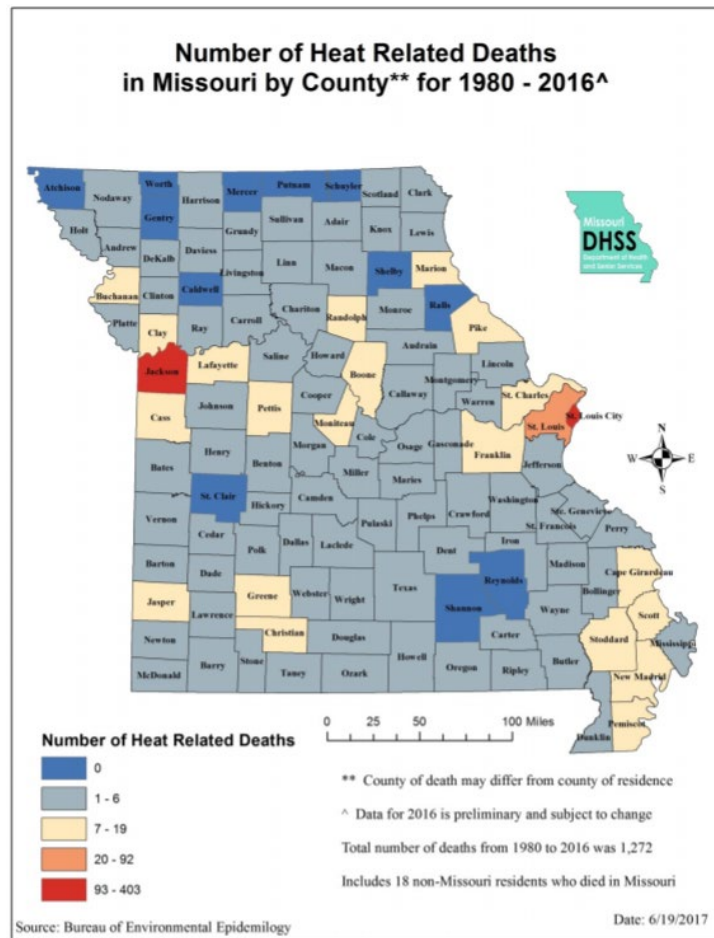 Number of Heat Related Deaths
in Missouri by County** for 1980 - 2016^
Atchison
Nodaway
Worth
Gentry
Harrison
Mercer
Putnam
Schuyler
Scotland
Clark
Holt
Andrew
DeKalb
Daviess
Grundy
Sullivan
Adair
Knox
Lewis
Missouri
DHSS
Department of Health
and Senior Services
Buchanan
Clinton
Caldwell
Livingston
Linn
Macon
Shelby
Marion
Platte
Clay
Ray
Carroll
Chariton
Randolph
Monroe
Ralls
Pike
Jackson
Lafayette
Saline
Howard
Boone
Audrain
Callaway
Montgomery
Lincoln
Warren
St. Charles
St. Louis
St. Louis City
Cass
Johnson
Pettis
Cooper
Moniteau
Cole
Osage
Gasconade
Franklin
Jefferson
N
W
E
S
Bates
Henry
Benton
Morgan
Miller
Maries
St. Clair
Hickory
Camden
Pulaski
Phelps
Crawford
Washington
St. Francois
Ste. Genevieve
Perry
Vernon
Cedar
Polk
Dallas
Laclede
Dent
Iron
Madison
Bollinger
Cape Girardeau
Barton
Dade
Greene
Webster
Wright
Texas
Shannon
Reynolds
Wayne
Scott
Stoddard
Mississippi
Jasper
Lawrence
Christian
Douglas
Howell
Carter
Butler
New Madrid
Newton
McDonald
Barry
Stone
Taney
Ozark
Oregon
Ripley
Dunklin
Pemiscot
0 25 50 100 Miles
Number of Heat Related Deaths
0
1 - 6
7 - 19
20 - 92
93 - 403
** County of death may differ from county of residence
^ Data for 2016 is preliminary and subject to change
Total number of deaths from 1980 to 2016 was 1,272
Includes 18 non-Missouri residents who died in Missouri
Source: Bureau of Environmental Epidemilogy
Date: 6/19/2017